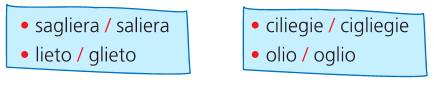 • sagliera / saliera
• lieto / glieto
• ciliegie / cigliegie
• olio / oglio